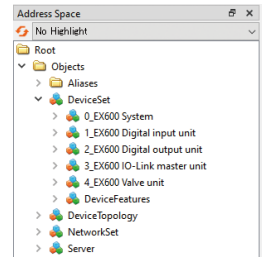 Address Space
No Highlight
Root
Objects
Aliases
DeviceSet
0_EX600 System
1_EX600 Digital input unit
2_EX600 Digital output unit
3_EX600 IO-Link master unit
4_EX600 Valve unit
DeviceFeatures
DeviceTopology
NetworkSet
Server